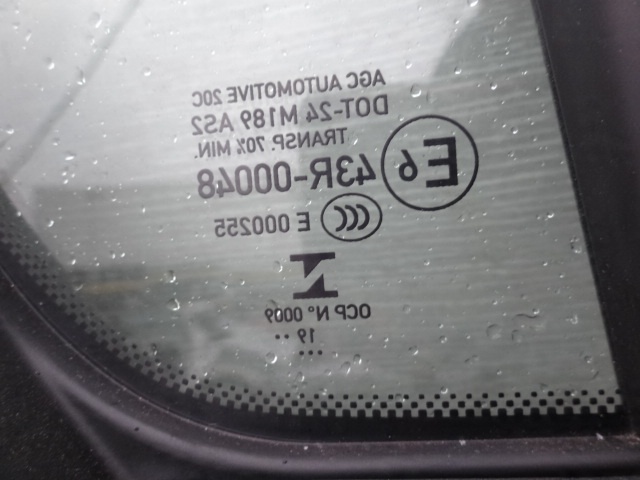 AGC AUTOMOTIVE 20C
DOT-24 M189 AS2
TRANSP. 70% MIN.
E6 43R-00048
CCC E 000255
OCP N° 0009
19 ··
···